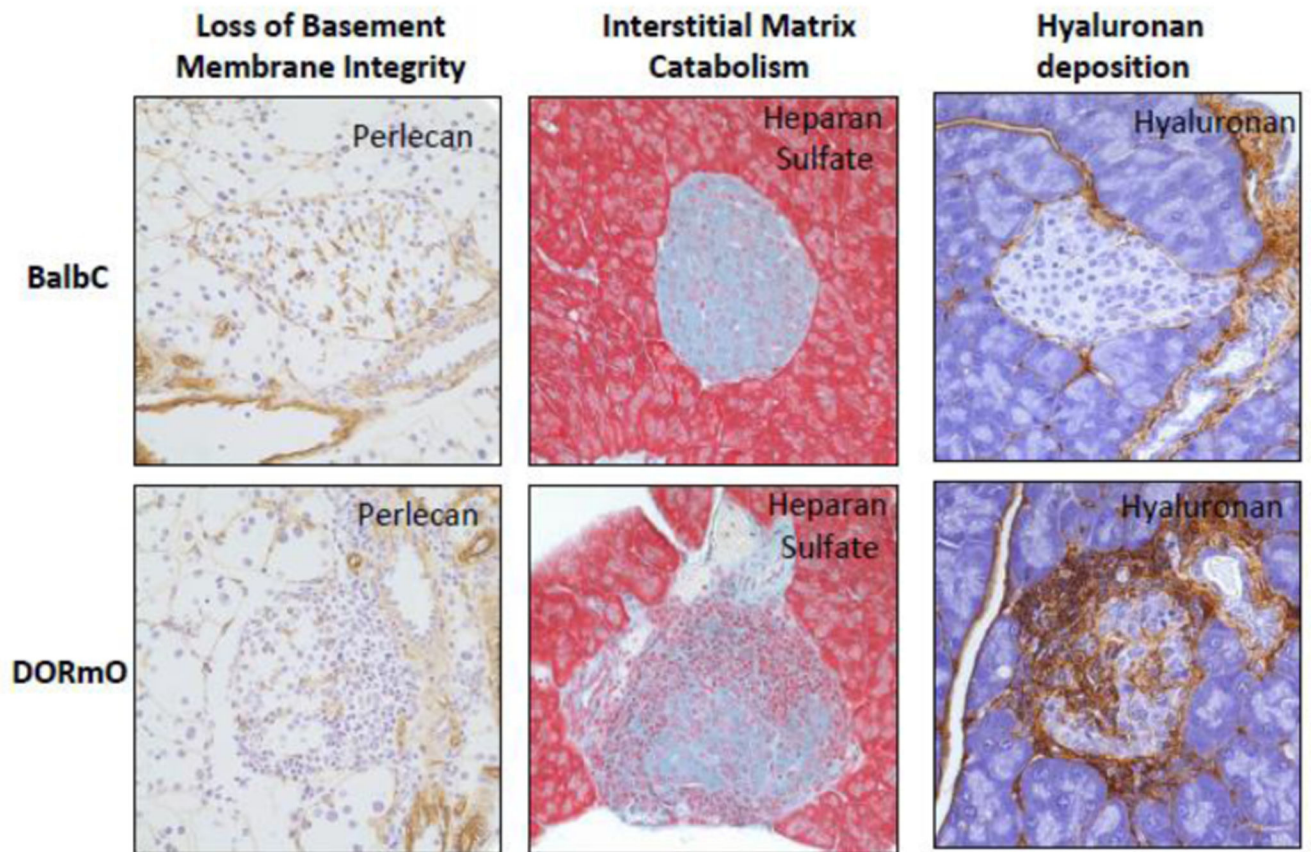 Loss of Basement
Membrane Integrity
Interstitial Matrix
Catabolism
Hyaluronan
deposition
BalbC
Perlecan
Heparan
Sulfate
Hyaluronan
DORmO
Perlecan
Heparan
Sulfate
Hyaluronan